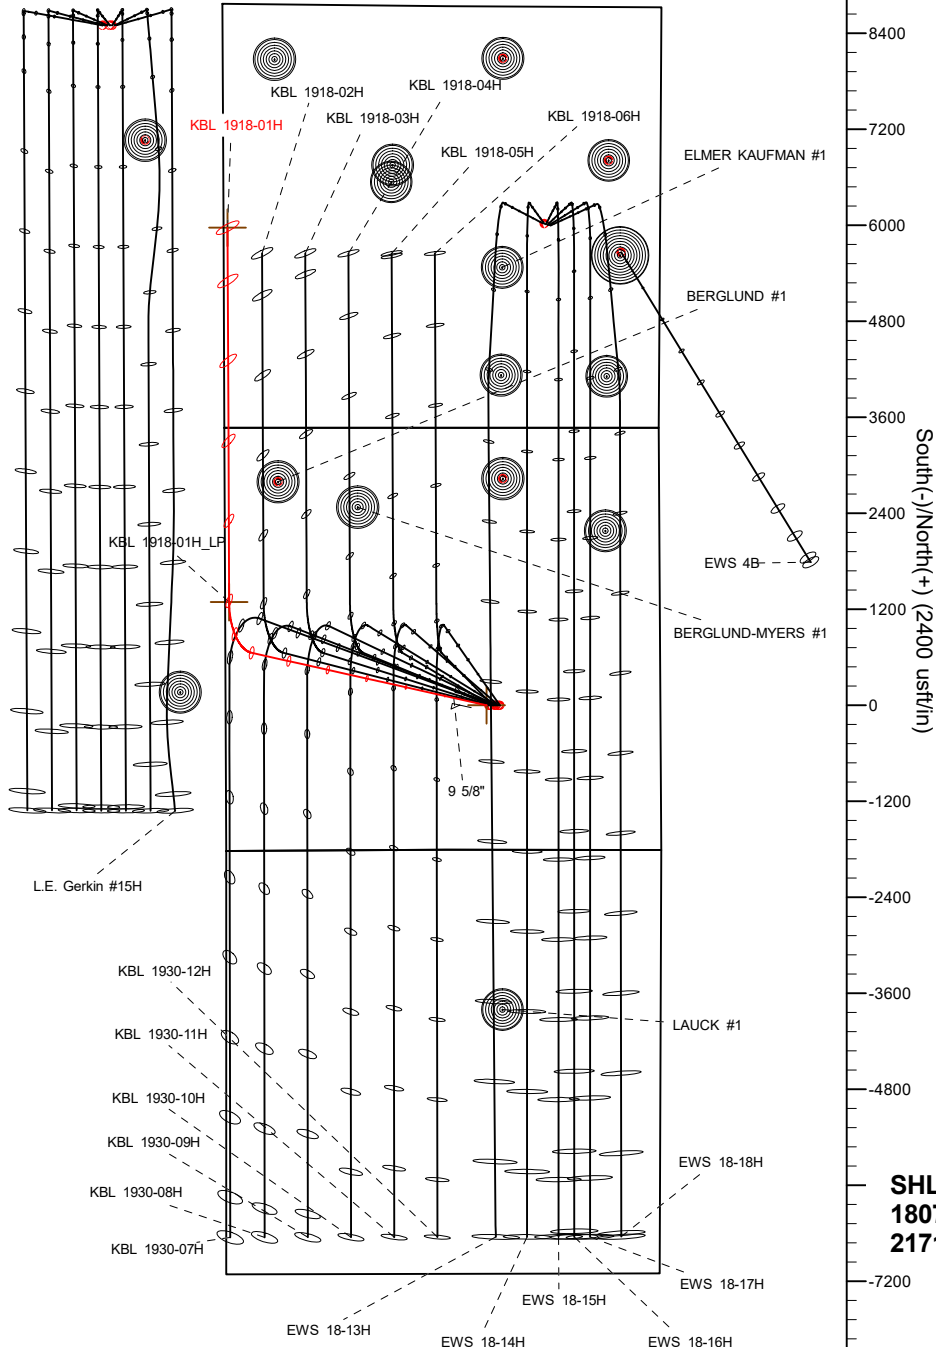 8400
KBL 1918-04H
KBL 1918-02H
KBL 1918-03H
KBL 1918-06H
KBL 1918-01H
7200
KBL 1918-05H
ELMER KAUFMAN #1
6000
BERGLUND #1
4800
3600
South(-)/North(+) (2400 usft/in)
2400
KBL 1918-01H_LP
EWS 4B
1200
BERGLUND-MYERS #1
0
9 5/8"
-1200
L.E. Gerkin #15H
-2400
KBL 1930-12H
-3600
LAUCK #1
KBL 1930-11H
-4800
KBL 1930-10H
KBL 1930-09H
EWS 18-18H
KBL 1930-08H
SHL
1807
2171
KBL 1930-07H
EWS 18-17H
-7200
EWS 18-15H
EWS 18-13H
EWS 18-14H
EWS 18-16H